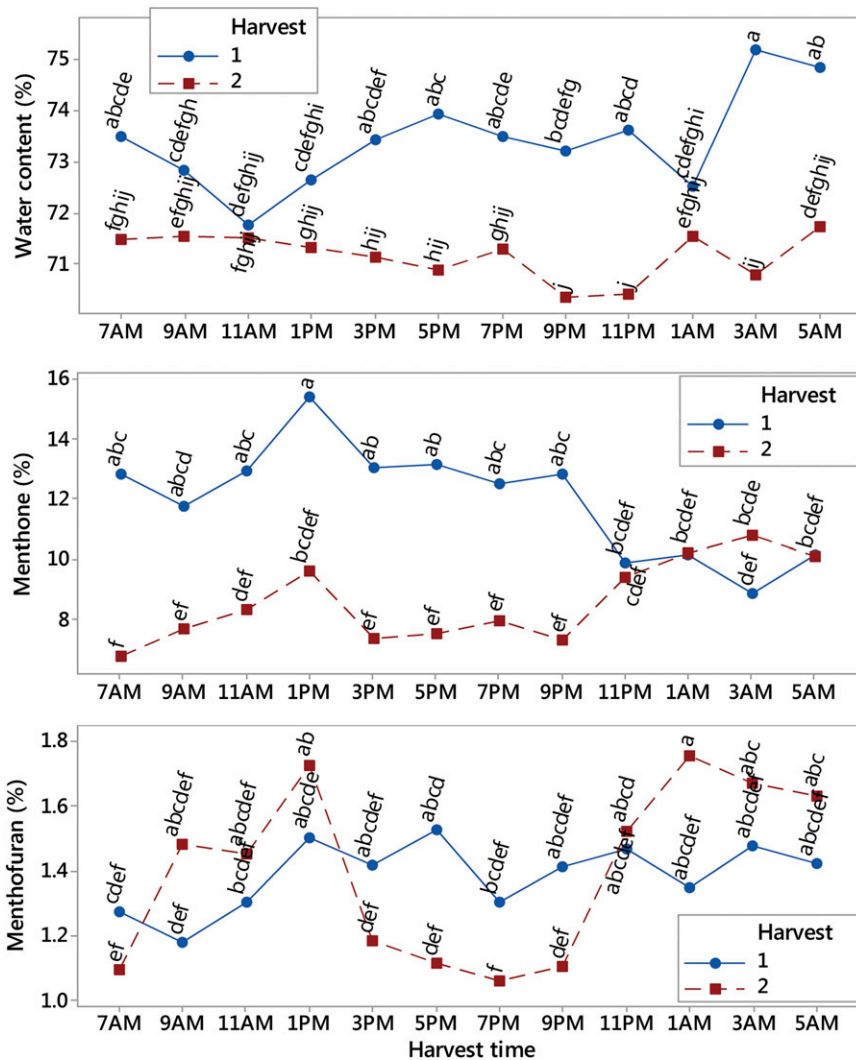 Harvest
1
2
Water content (%)
75
74
73
72
71
abcde
cdefgh
defghij
cdefghi
abcdef
abc
abcde
bcdefg
abcd
cdefghi
a
ab
fghij
efghij
fghij
ghij
hij
hij
ghij
j
j
efghij
ij
defghij
7AM 9AM 11AM 1PM 3PM 5PM 7PM 9PM 11PM 1AM 3AM 5AM
Harvest
1
2
Menthone (%)
16
14
12
10
8
abc
abcd
abc
a
ab
ab
abc
abc
bcdef
bcdef
def
bcdef
f
ef
def
bcdef
ef
ef
ef
ef
cdef
bcde
7AM 9AM 11AM 1PM 3PM 5PM 7PM 9PM 11PM 1AM 3AM 5AM
Menthofuran (%)
1.8
1.6
1.4
1.2
1.0
cdef
def
bcdef
abcde
abcdef
abcd
bcdef
abcdef
abcdef
abcdef
abcdef
abcdef
ef
abcdef
abcdef
ab
def
def
f
def
abcd
a
abc
abc
Harvest
1
2
7AM 9AM 11AM 1PM 3PM 5PM 7PM 9PM 11PM 1AM 3AM 5AM
Harvest time